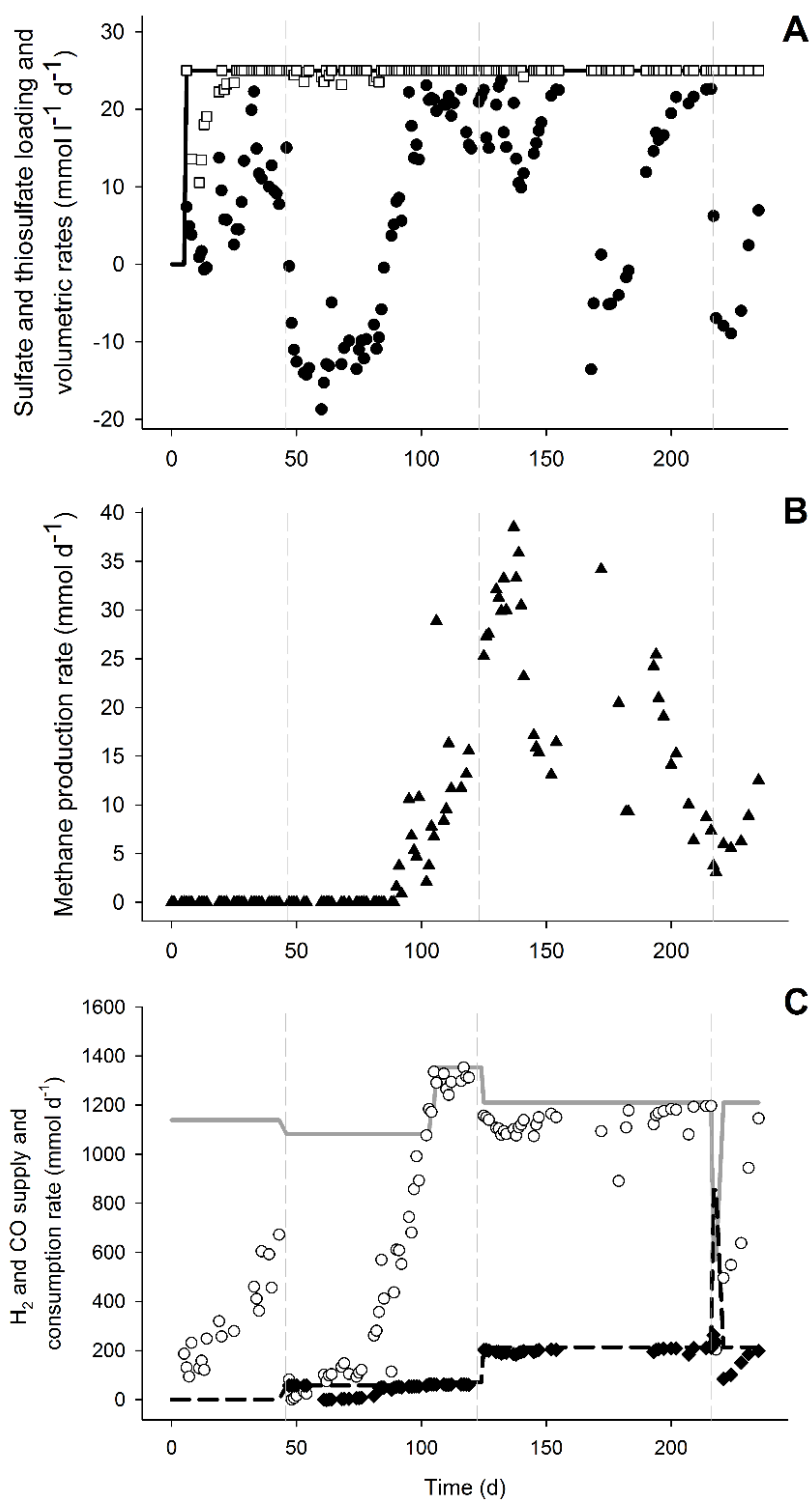 A
Sulfate and thiosulfate loading and
volumetric rates (mmol l⁻¹ d⁻¹)
30
20
10
0
-10
-20
0 50 100 150 200
B
Methane production rate (mmol d⁻¹)
40
35
30
25
20
15
10
5
0
0 50 100 150 200
C
H₂ and CO supply and
consumption rate (mmol d⁻¹)
1600
1400
1200
1000
800
600
400
200
0
0 50 100 150 200
Time (d)